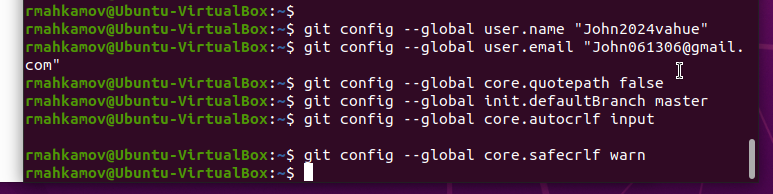 rmahkamov@Ubuntu-VirtualBox:~$
rmahkamov@Ubuntu-VirtualBox:~$ git config --global user.name "John2024vahue"
rmahkamov@Ubuntu-VirtualBox:~$ git config --global user.email "John061306@gmail.
com"
rmahkamov@Ubuntu-VirtualBox:~$ git config --global core.quotepath false
rmahkamov@Ubuntu-VirtualBox:~$ git config --global init.defaultBranch master
rmahkamov@Ubuntu-VirtualBox:~$ git config --global core.autocrlf input
rmahkamov@Ubuntu-VirtualBox:~$ git config --global core.safecrlf warn
rmahkamov@Ubuntu-VirtualBox:~$